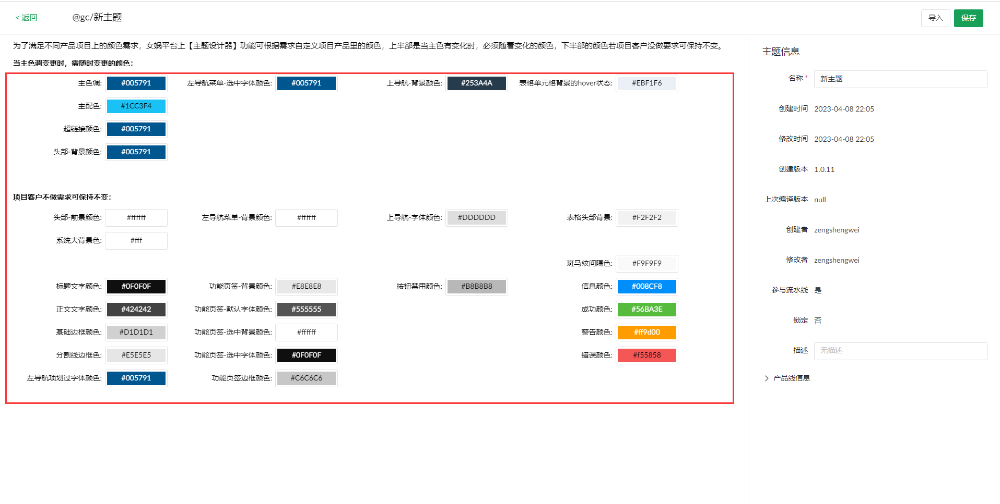 < 返回 @gc/新主题 导入 保存
为了满足不同产品项目上的颜色需求，女娲平台上【主题设计器】功能可根据需求自定义项目产品里的颜色，上半部是当主色有变化时，必须随着变化的颜色，下半部的颜色若项目客户没做要求可保持不变。
当主色调变更时，需随时变更的颜色：
主色调: #005791 左导航菜单-选中字体颜色: #005791 上导航-背景颜色: #253A4A 表格单元格背景的hover状态: #EBF1F6
主配色: #1CC3F4
超链接颜色: #005791
头部-背景颜色: #005791
项目客户不做需求可保持不变：
头部-前景颜色: #ffffff 左导航菜单-背景颜色: #ffffff 上导航-字体颜色: #DDDDDD 表格头部背景: #F2F2F2
系统大背景色: #fff
斑马纹间隔色: #F9F9F9
标题文字颜色: #0F0F0F 功能页签-背景颜色: #E8E8E8 按钮禁用颜色: #B8B8B8 信息颜色: #008CF8
正文文字颜色: #424242 功能页签-默认字体颜色: #555555 成功颜色: #56BA3E
基础边框颜色: #D1D1D1 功能页签-选中背景颜色: #ffffff 警告颜色: #ff9d00
分割线边框色: #E5E5E5 功能页签-选中字体颜色: #0F0F0F 错误颜色: #f55858
左导航项划过字体颜色: #005791 功能页签边框颜色: #C6C6C6
主题信息
名称 * 新主题
创建时间 2023-04-08 22:05
修改时间 2023-04-08 22:05
创建版本 1.0.11
上次编译版本 null
创建者 zengshengwei
修改者 zengshengwei
参与流水线 是
锁定 否
描述 无描述
产品线信息